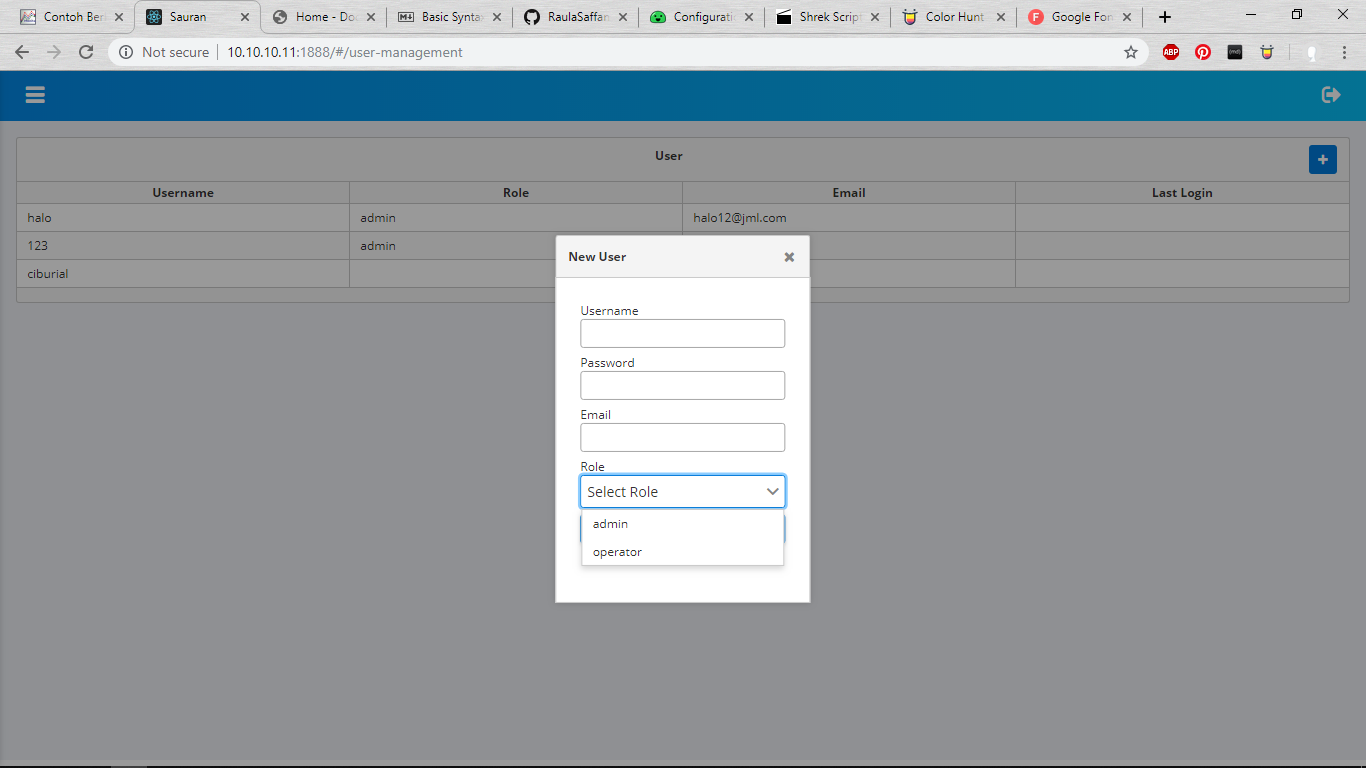 Contoh Ber
Sauran
Home - Do
Basic Synta
RaulaSaffan
Configuratio
Shrek Script
Color Hunt
Google Fon
Not secure
10.10.10.11:1888/#/user-management
ABP
User
Username Role Email Last Login
halo admin halo12@jml.com
123 admin
ciburial
New User
Username
Password
Email
Role
Select Role
admin
operator